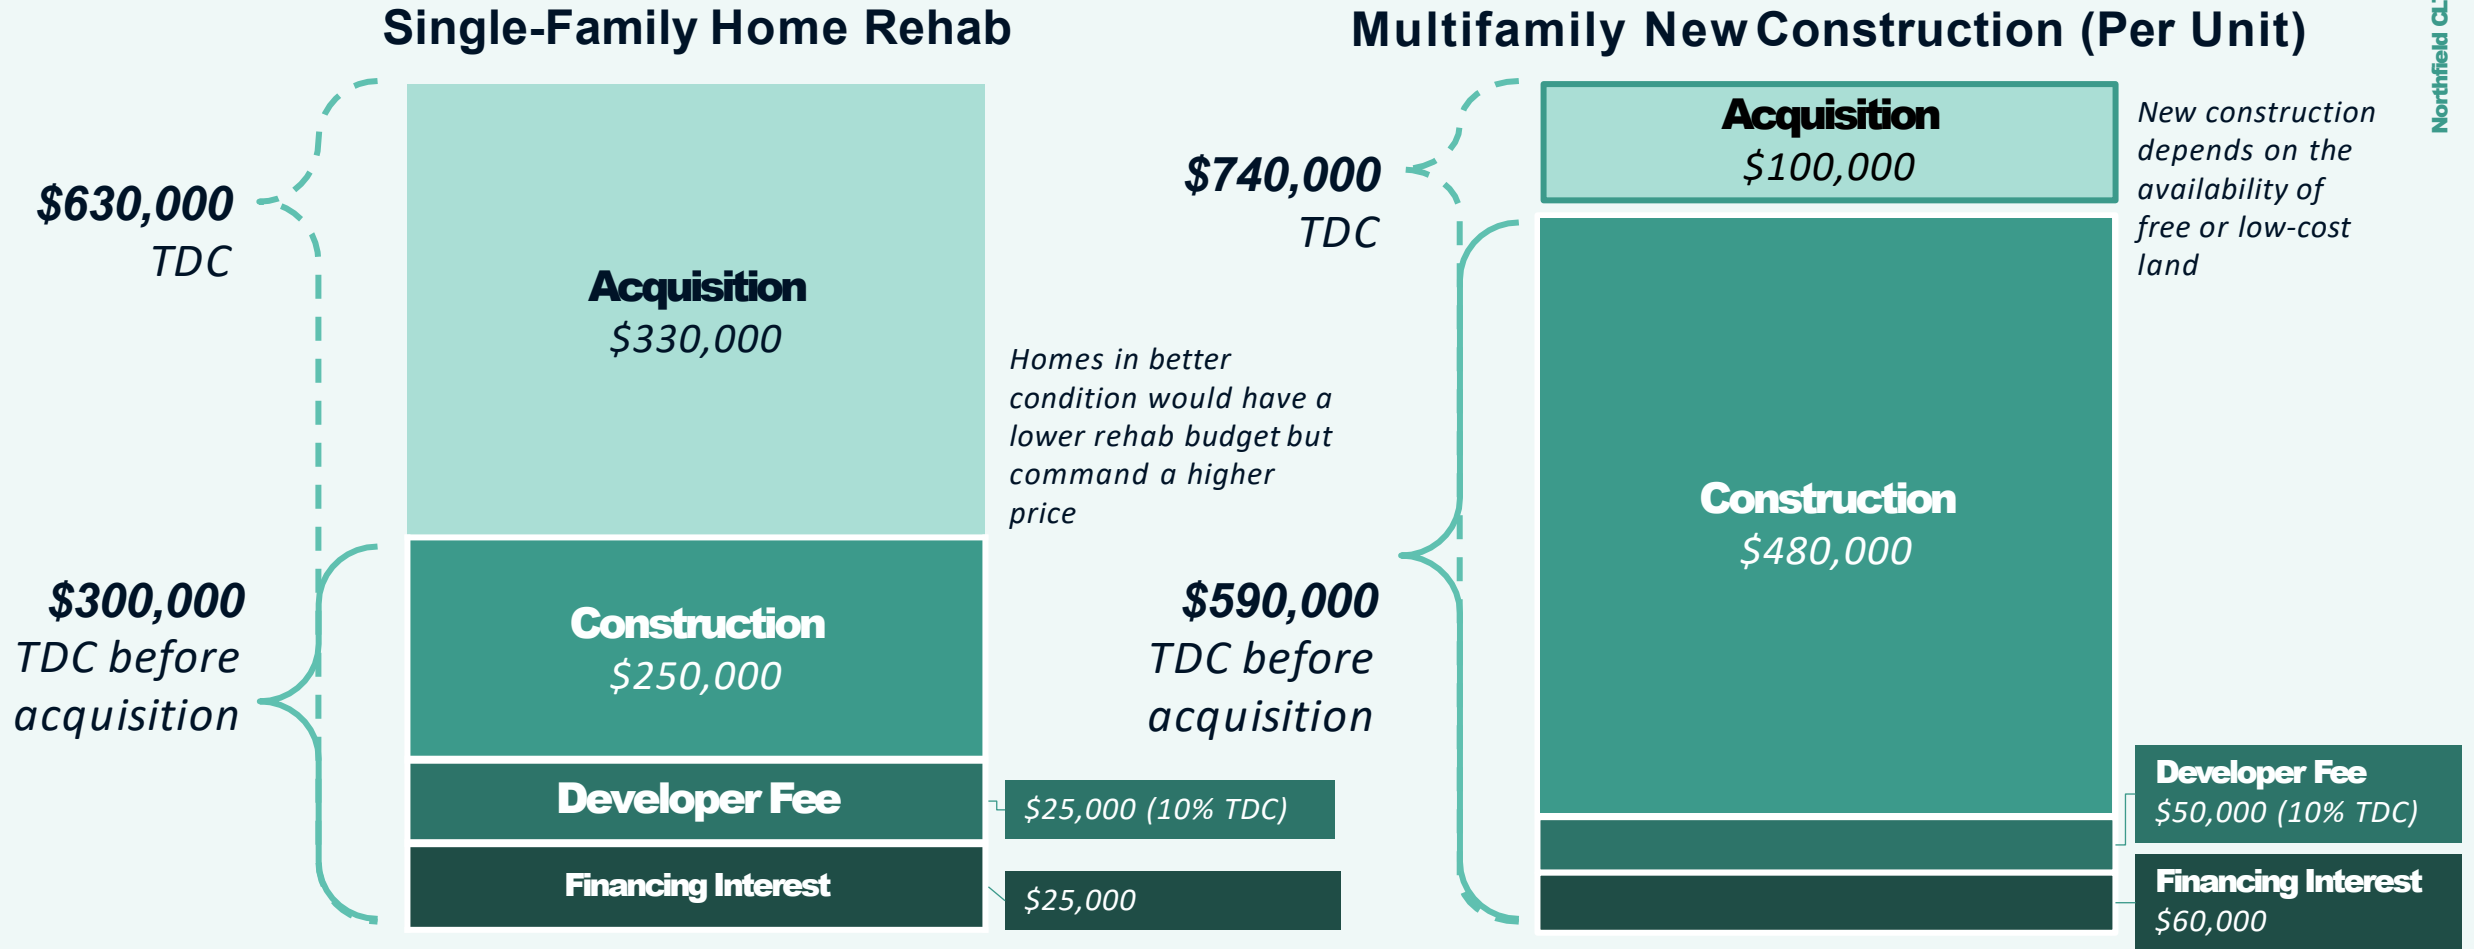 Single-Family Home Rehab
$630,000
TDC
Acquisition
$330,000
Homes in better
condition would have a
lower rehab budget but
command a higher
price
$300,000
TDC before
acquisition
Construction
$250,000
Developer Fee
$25,000 (10% TDC)
Financing Interest
$25,000
Multifamily New Construction (Per Unit)
$740,000
TDC
Acquisition
$100,000
New construction
depends on the
availability of
free or low-cost
land
$590,000
TDC before
acquisition
Construction
$480,000
Developer Fee
$50,000 (10% TDC)
Financing Interest
$60,000
Northfield CLT